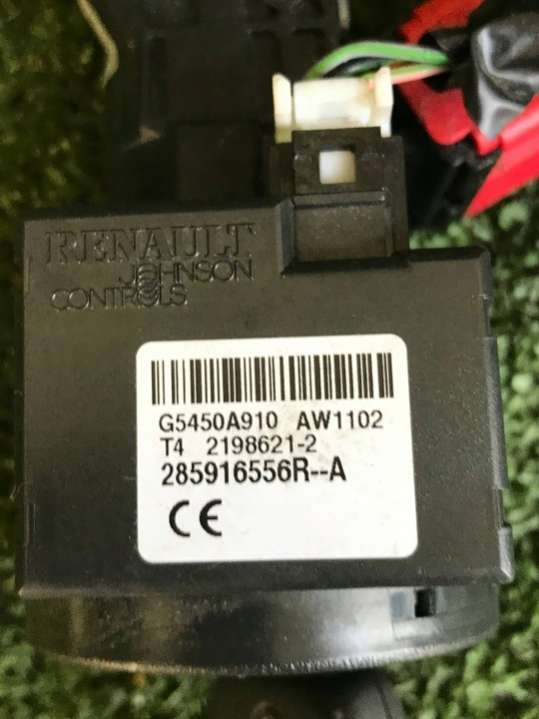 RENAULT
JOHNSON
CONTROLS
G5450A910 AW1102
T4 2198621-2
285916556R--A
CE